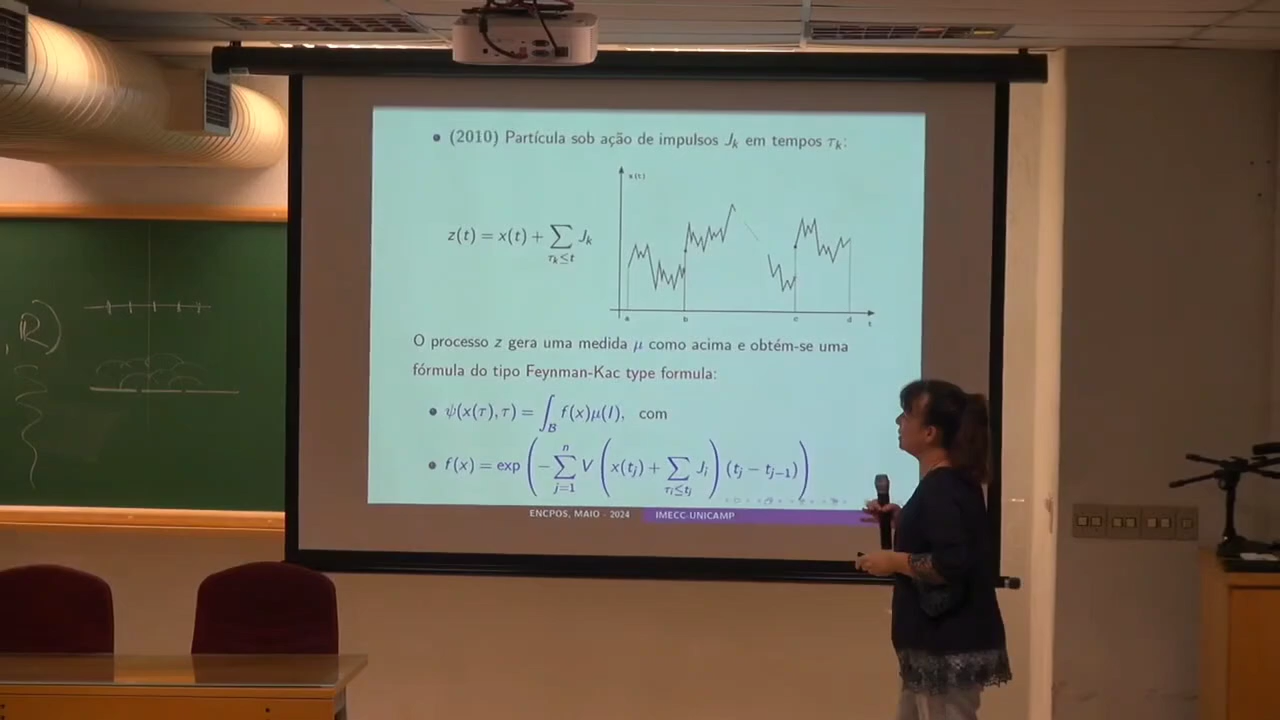 • (2010) Partícula sob ação de impulsos J_k em tempos τ_k:
x(t)
z(t) = x(t) + ∑_{τ_k≤t} J_k
a b c d t
O processo z gera uma medida μ como acima e obtém-se uma
fórmula do tipo Feynman-Kac type formula:
• ψ(x(τ), τ) = ∫_B f(x)μ(I), com
• f(x) = exp(−∑_{j=1}^{n} V(x(t_j) + ∑_{τ_i≤t_j} J_i)(t_j − t_{j−1}))
ENCPOS, MAIO - 2024 IMECC-UNICAMP
, ℝ)